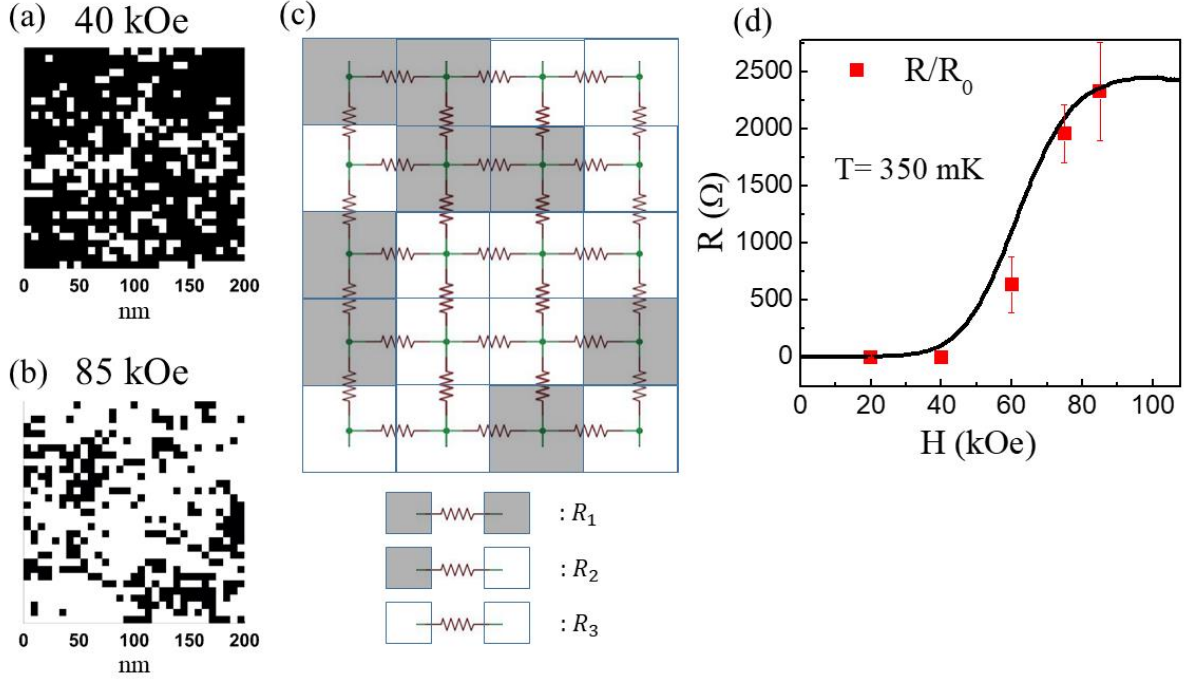 (a) 40 kOe
0 50 100 150 200
nm
(b) 85 kOe
0 50 100 150 200
nm
(c)
: R₁
: R₂
: R₃
(d)
R/R₀
T= 350 mK
2500
2000
1500
1000
500
0
R (Ω)
0 20 40 60 80 100
H (kOe)